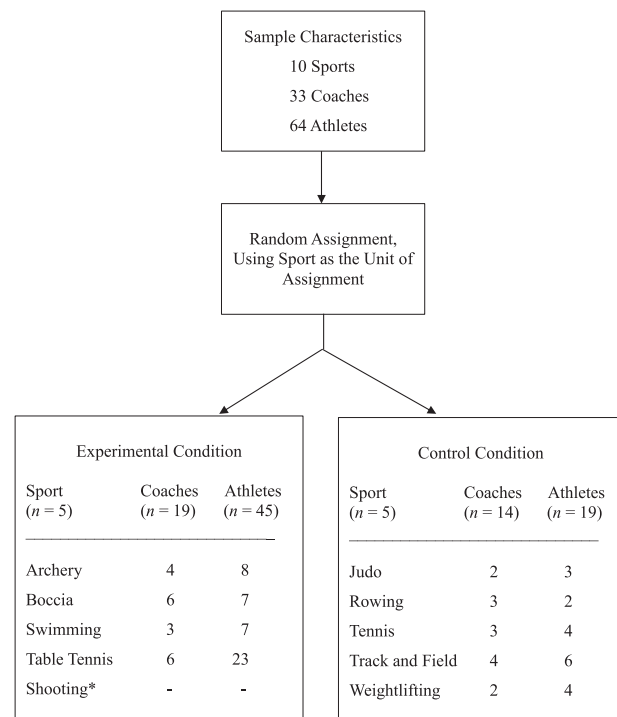 Sample Characteristics
10 Sports
33 Coaches
64 Athletes
Random Assignment,
Using Sport as the Unit of
Assignment
Experimental Condition
Sport Coaches Athletes
(n = 5) (n = 19) (n = 45)
Archery 4 8
Boccia 6 7
Swimming 3 7
Table Tennis 6 23
Shooting* - -
Control Condition
Sport Coaches Athletes
(n = 5) (n = 14) (n = 19)
Judo 2 3
Rowing 3 2
Tennis 3 4
Track and Field 4 6
Weightlifting 2 4